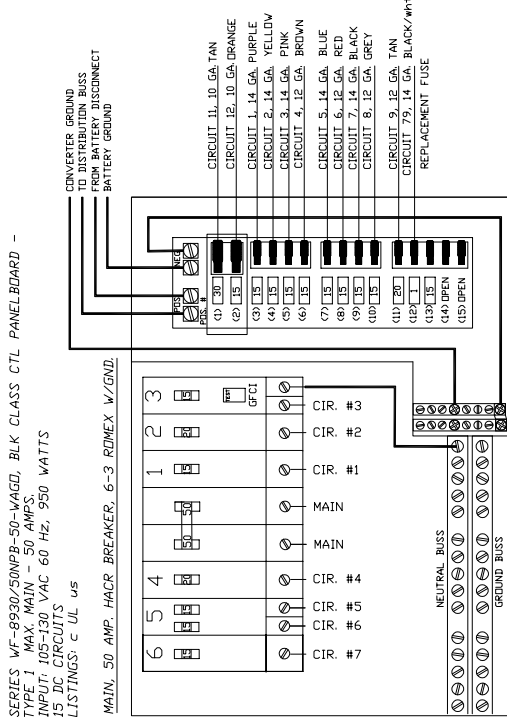 SERIES WF-8930/50NPB-50-WAGO, BLK CLASS CTL PANELBOARD -
TYPE 1 MAX. MAIN - 50 AMPS.
INPUT: 105-130 VAC 60 Hz, 950 WATTS
15 DC CIRCUITS
LISTINGS: c UL us
MAIN, 50 AMP, HACR BREAKER, 6-3 ROMEX W/GND.
CONVERTER GROUND
TO DISTRIBUTION BUSS
FROM BATTERY DISCONNECT
BATTERY GROUND
POS. NEG.
POS. #
(1) 30 CIRCUIT 11, 10 GA. TAN
(2) 15 CIRCUIT 12, 10 GA. ORANGE
(3) 15 CIRCUIT 1, 14 GA. PURPLE
(4) 15 CIRCUIT 2, 14 GA. YELLOW
(5) 15 CIRCUIT 3, 14 GA. PINK
(6) 15 CIRCUIT 4, 12 GA. BROWN
(7) 15 CIRCUIT 5, 14 GA. BLUE
(8) 15 CIRCUIT 6, 12 GA. RED
(9) 15 CIRCUIT 7, 14 GA. BLACK
(10) 15 CIRCUIT 8, 12 GA. GREY
(11) 20 CIRCUIT 9, 12 GA. TAN
(12) 1 CIRCUIT 79, 14 GA. BLACK/wht
(13) 15 REPLACEMENT FUSE
(14) OPEN
(15) OPEN
3 15 TEST GFCI CIR. #3
2 20 CIR. #2
1 15 CIR. #1
50 MAIN
50 MAIN
4 20 CIR. #4
5 15 CIR. #5
15 CIR. #6
6 15 CIR. #7
NEUTRAL BUSS
GROUND BUSS